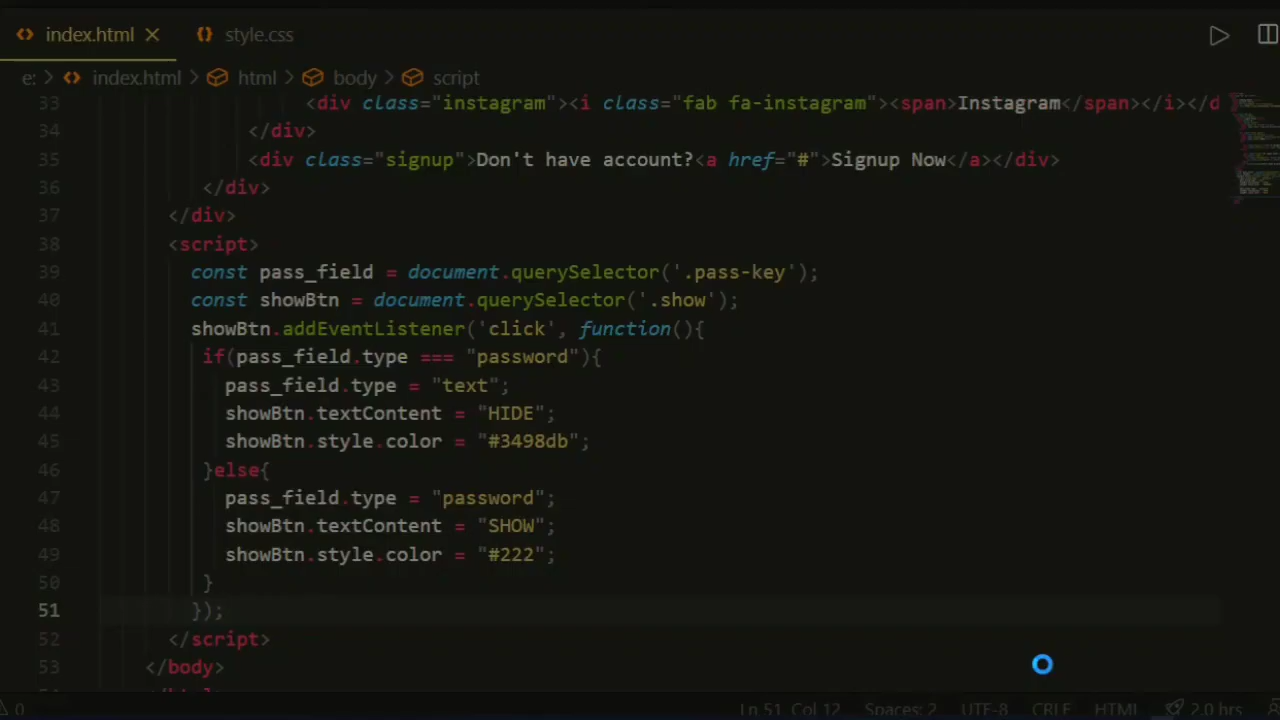 index.html style.css
e: > index.html > html > body > script
33 <div class="instagram"><i class="fab fa-instagram"><span>Instagram</span></i></d
34 </div>
35 <div class="signup">Don't have account?<a href="#">Signup Now</a></div>
36 </div>
37 </div>
38 <script>
39 const pass_field = document.querySelector('.pass-key');
40 const showBtn = document.querySelector('.show');
41 showBtn.addEventListener('click', function(){
42 if(pass_field.type === "password"){
43 pass_field.type = "text";
44 showBtn.textContent = "HIDE";
45 showBtn.style.color = "#3498db";
46 }else{
47 pass_field.type = "password";
48 showBtn.textContent = "SHOW";
49 showBtn.style.color = "#222";
50 }
51 });
52 </script>
53 </body>
0 Ln 51, Col 12 Spaces: 2 UTF-8 CRLF HTML 2.0 hrs